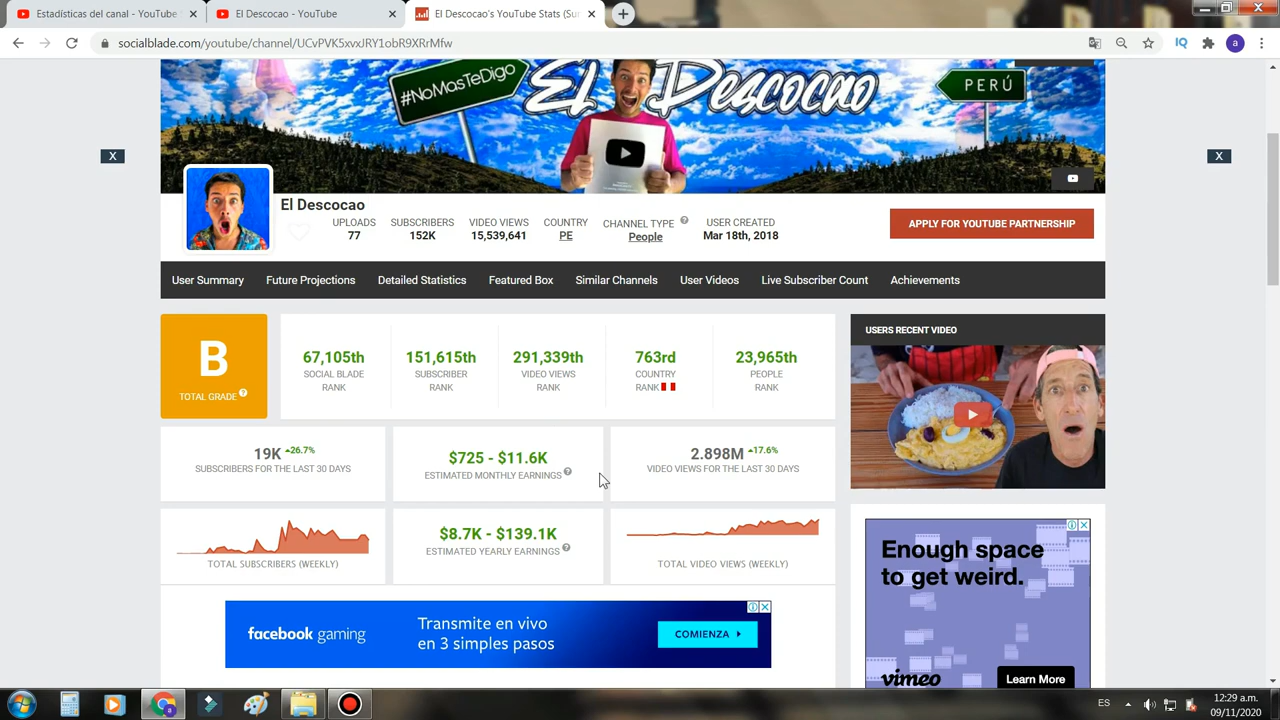 Estadísticas del canal - YouTube
El Descocao - YouTube
El Descocao's YouTube Stats (Sum
socialblade.com/youtube/channel/UCvPVK5xvxJRY1obR9XRrMfw
IQ
a
#NoMasTeDigo
El Descocao
PERÚ
X
X
El Descocao
UPLOADS
77
SUBSCRIBERS
152K
VIDEO VIEWS
15,539,641
COUNTRY
PE
CHANNEL TYPE
People
USER CREATED
Mar 18th, 2018
APPLY FOR YOUTUBE PARTNERSHIP
User Summary
Future Projections
Detailed Statistics
Featured Box
Similar Channels
User Videos
Live Subscriber Count
Achievements
B
TOTAL GRADE
67,105th
SOCIAL BLADE
RANK
151,615th
SUBSCRIBER
RANK
291,339th
VIDEO VIEWS
RANK
763rd
COUNTRY
RANK
23,965th
PEOPLE
RANK
USERS RECENT VIDEO
19K 26.7%
SUBSCRIBERS FOR THE LAST 30 DAYS
$725 - $11.6K
ESTIMATED MONTHLY EARNINGS
2.898M 17.6%
VIDEO VIEWS FOR THE LAST 30 DAYS
TOTAL SUBSCRIBERS (WEEKLY)
$8.7K - $139.1K
ESTIMATED YEARLY EARNINGS
TOTAL VIDEO VIEWS (WEEKLY)
Enough space
to get weird.
vimeo
Learn More
facebook gaming
Transmite en vivo
en 3 simples pasos
COMIENZA
ES
12:29 a.m.
09/11/2020